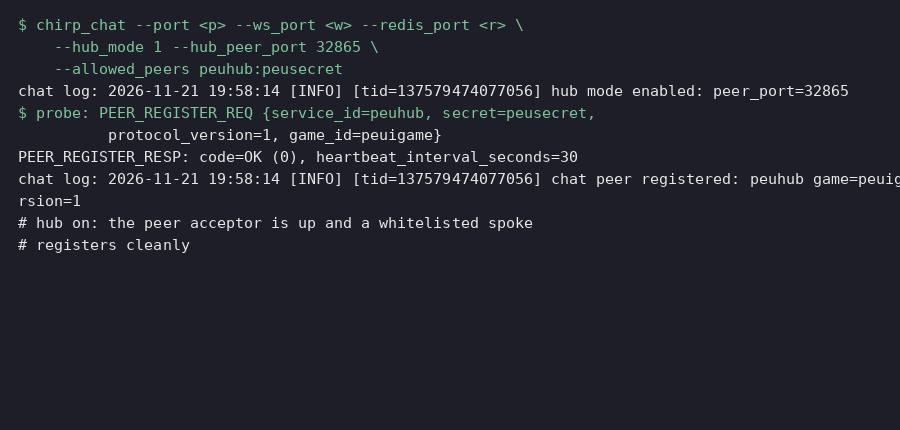 $ chirp_chat --port <p> --ws_port <w> --redis_port <r> \
    --hub_mode 1 --hub_peer_port 32865 \
    --allowed_peers peuhub:peusecret
chat log: 2026-11-21 19:58:14 [INFO] [tid=137579474077056] hub mode enabled: peer_port=32865
$ probe: PEER_REGISTER_REQ {service_id=peuhub, secret=peusecret,
          protocol_version=1, game_id=peuigame}
PEER_REGISTER_RESP: code=OK (0), heartbeat_interval_seconds=30
chat log: 2026-11-21 19:58:14 [INFO] [tid=137579474077056] chat peer registered: peuhub game=peuig
rsion=1
# hub on: the peer acceptor is up and a whitelisted spoke
# registers cleanly